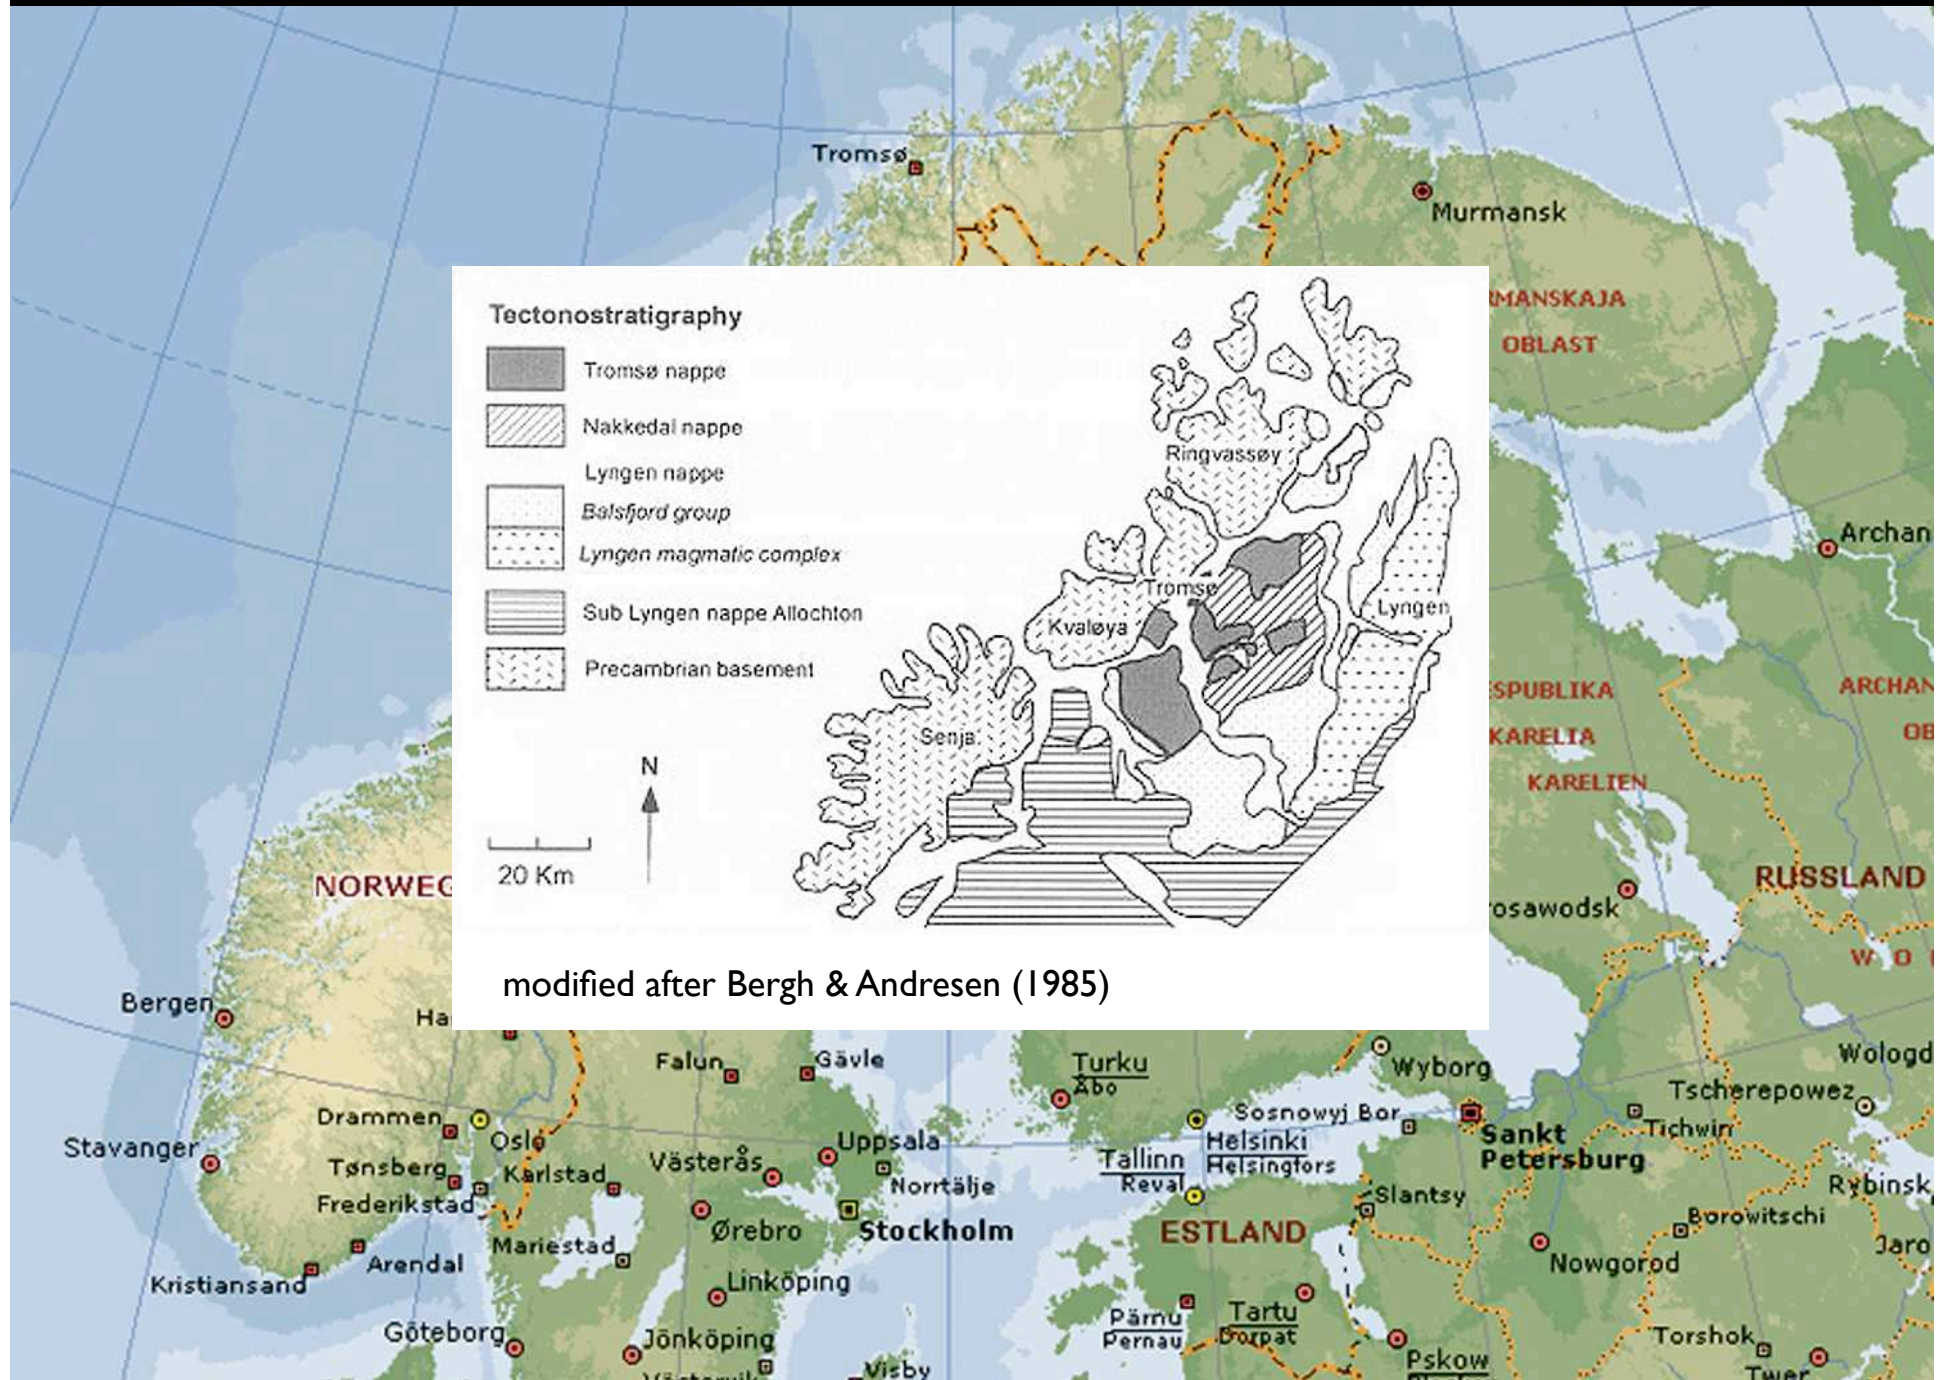 Tromsø
Murmansk
RMANSKAJA
OBLAST
Tectonostratigraphy
Tromsø nappe
Nakkedal nappe
Lyngen nappe
Balsfjord group
Lyngen magmatic complex
Sub Lyngen nappe Allochton
Precambrian basement
N
20 Km
Ringvassøy
Tromsø
Kvaløya
Lyngen
Senja
modified after Bergh & Andresen (1985)
Archan
ARCHAN
OB
SPUBLIKA
KARELIA
KARELIEN
RUSSLAND
osawodsk
W O
NORWEG
Bergen
Ha
Falun
Gävle
Turku
Åbo
Wyborg
Wologd
Tscherepowez
Drammen
Oslo
Stavanger
Tønsberg
Karlstad
Västerås
Uppsala
Norrtälje
Frederikstad
Sosnowyj Bor
Helsinki
Helsingfors
Sankt
Petersburg
Tichwin
Tallinn
Reval
Slantsy
Rybinsk
Ørebro
Stockholm
ESTLAND
Borowitschi
Mariestad
Arendal
Kristiansand
Linköping
Nowgorod
Jaro
Göteborg
Jönköping
Pärnu
Pernau
Tartu
Dorpat
Torshok
Visby
Pskow
Twer